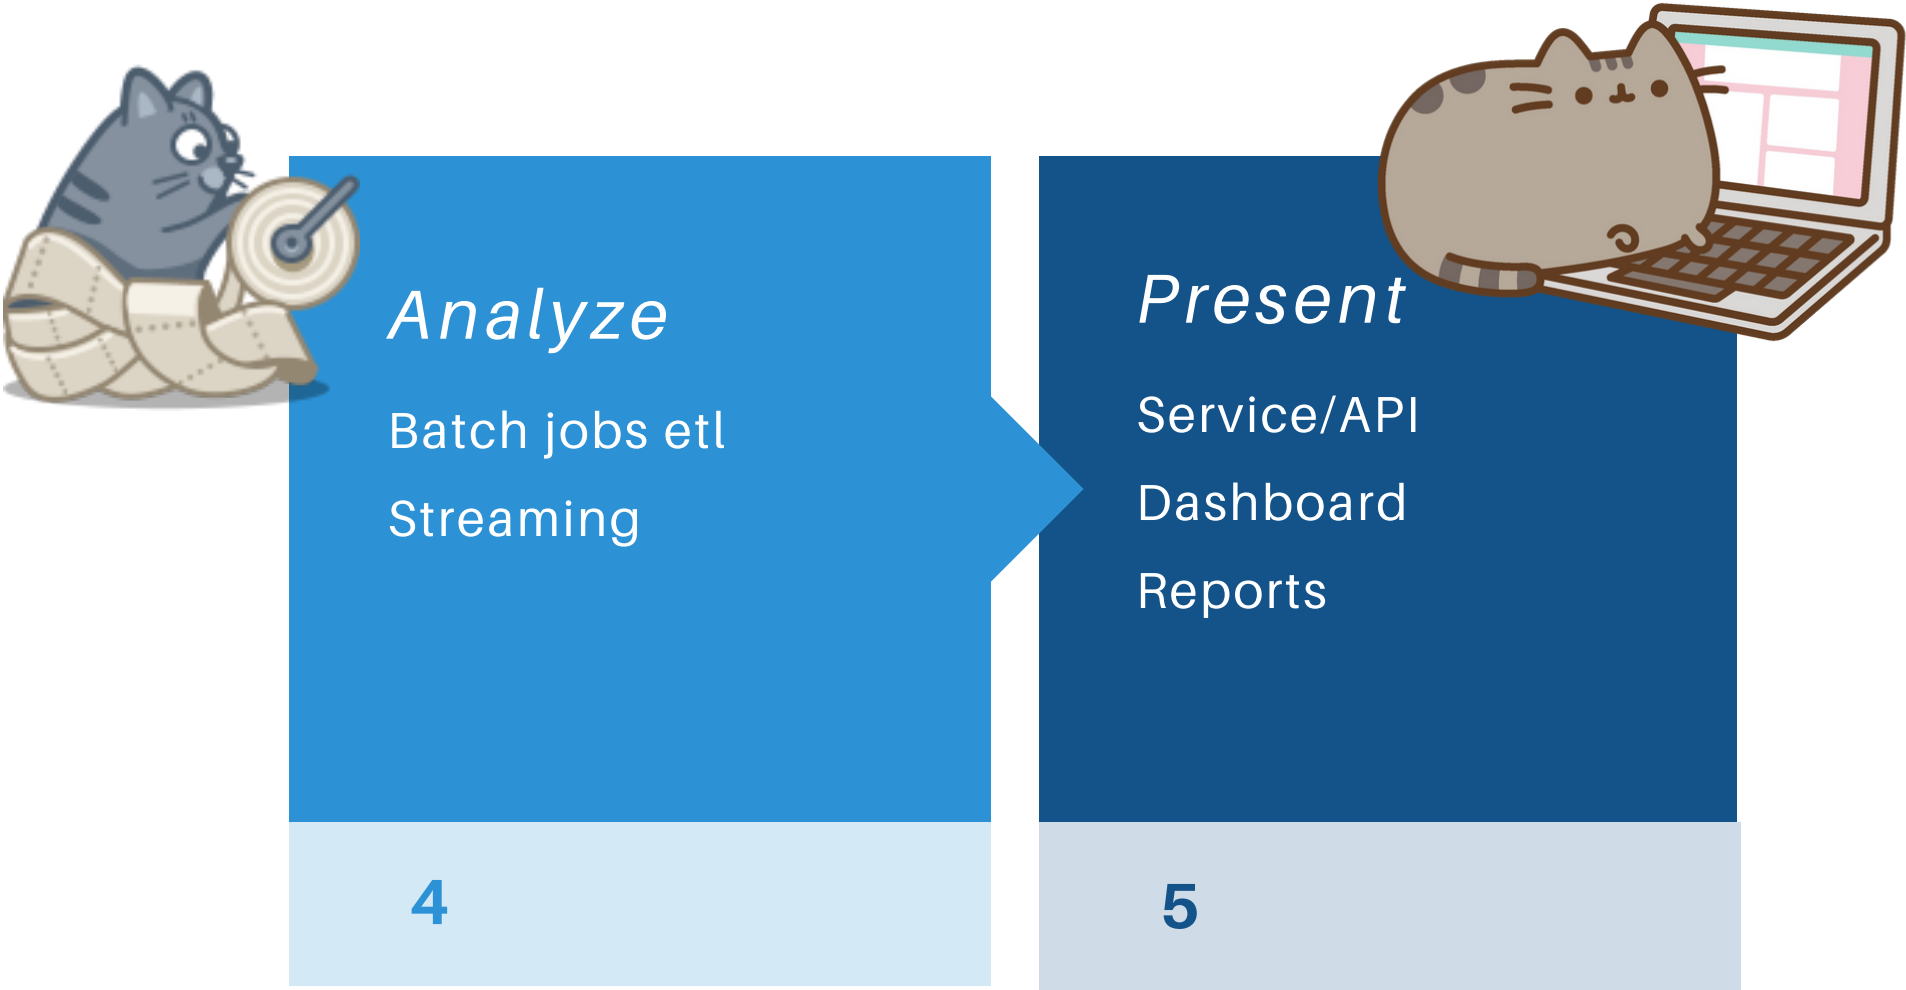 Analyze
Batch jobs etl
Streaming
4
Present
Service/API
Dashboard
Reports
5